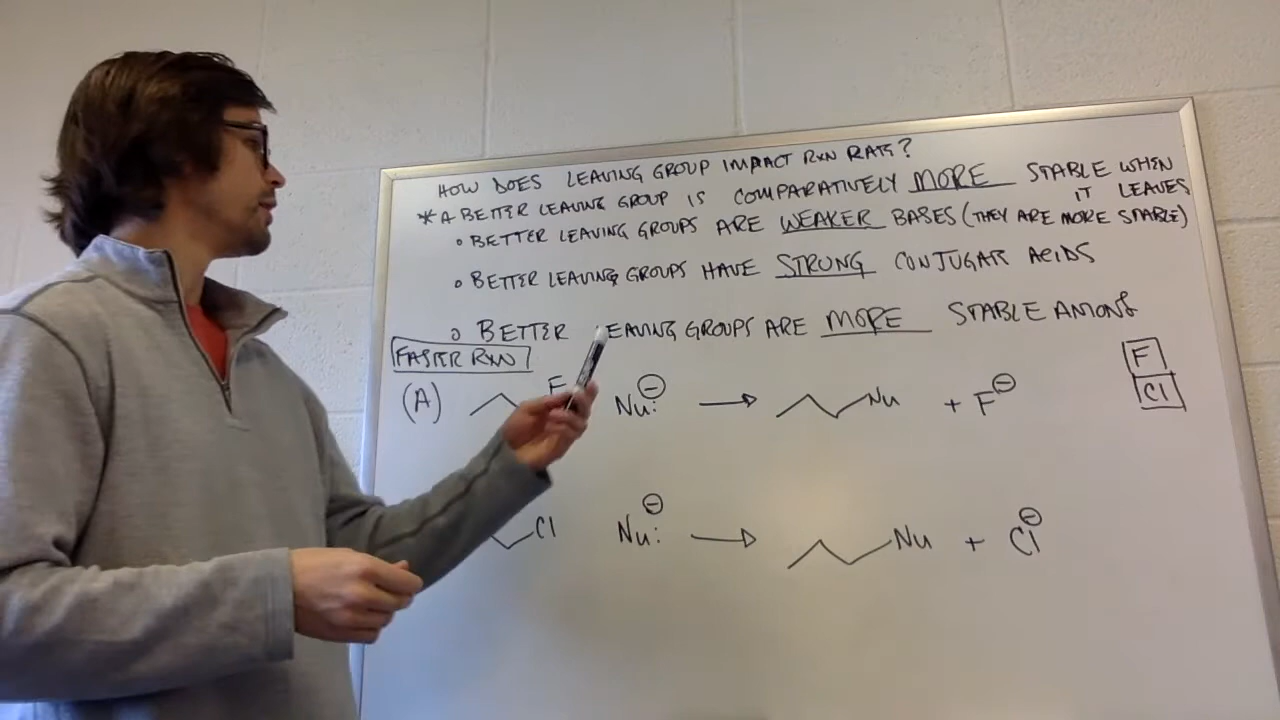 HOW DOES LEAVING GROUP IMPACT RXN RATE?
*A BETTER LEAVING GROUP IS COMPARATIVELY MORE STABLE WHEN
IT LEAVES
• BETTER LEAVING GROUPS ARE WEAKER BASES (THEY ARE MORE STABLE)
• BETTER LEAVING GROUPS HAVE STRONG CONJUGATE ACIDS
• BETTER EAVING GROUPS ARE MORE STABLE ANIONS
FASTER RXN
F
Cl
(A) F Nu:⊖ → Nu + F⊖
Cl Nu:⊖ → Nu + Cl⊖